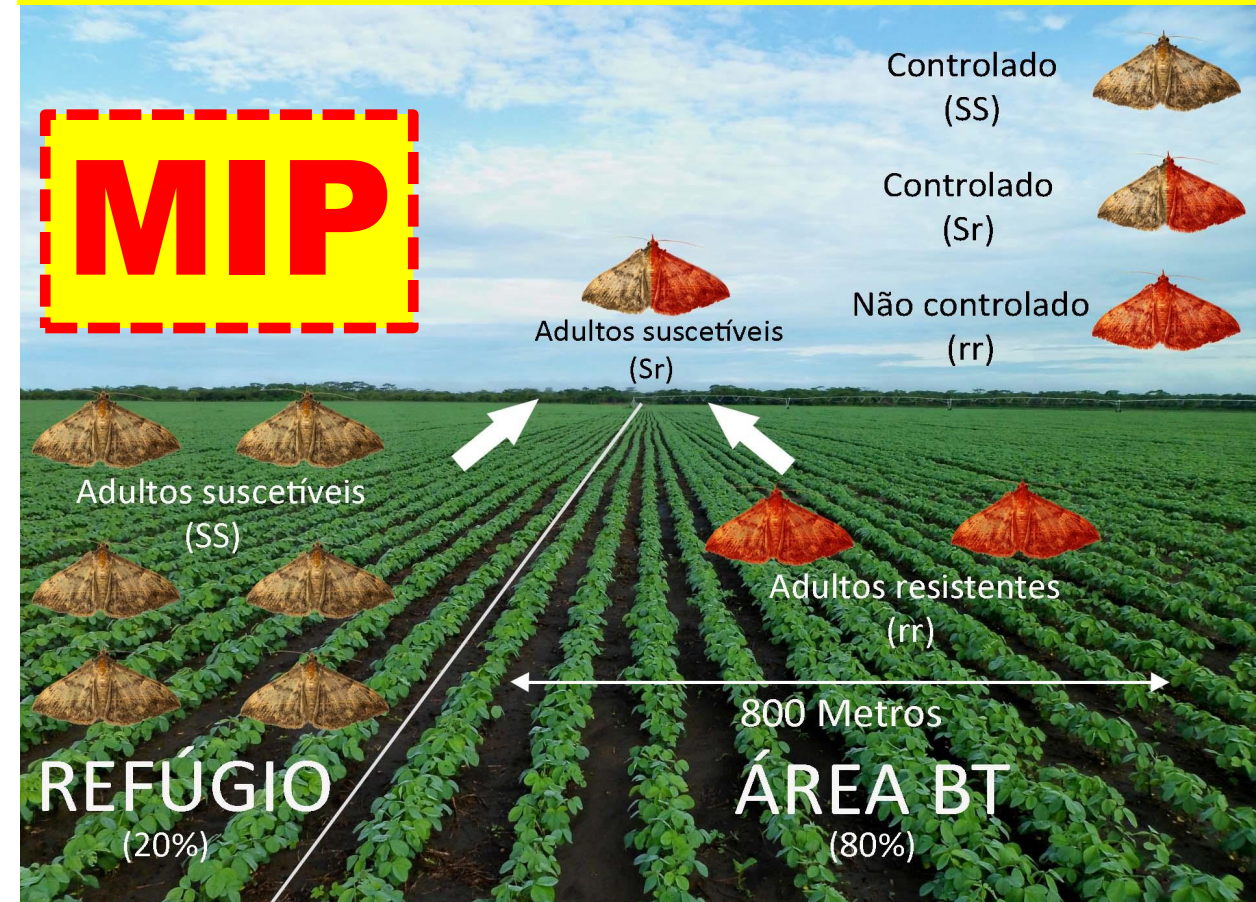 MIP
Controlado
(SS)
Controlado
(Sr)
Não controlado
(rr)
Adultos suscetíveis
(Sr)
Adultos suscetíveis
(SS)
Adultos resistentes
(rr)
800 Metros
REFÚGIO
(20%)
ÁREA BT
(80%)